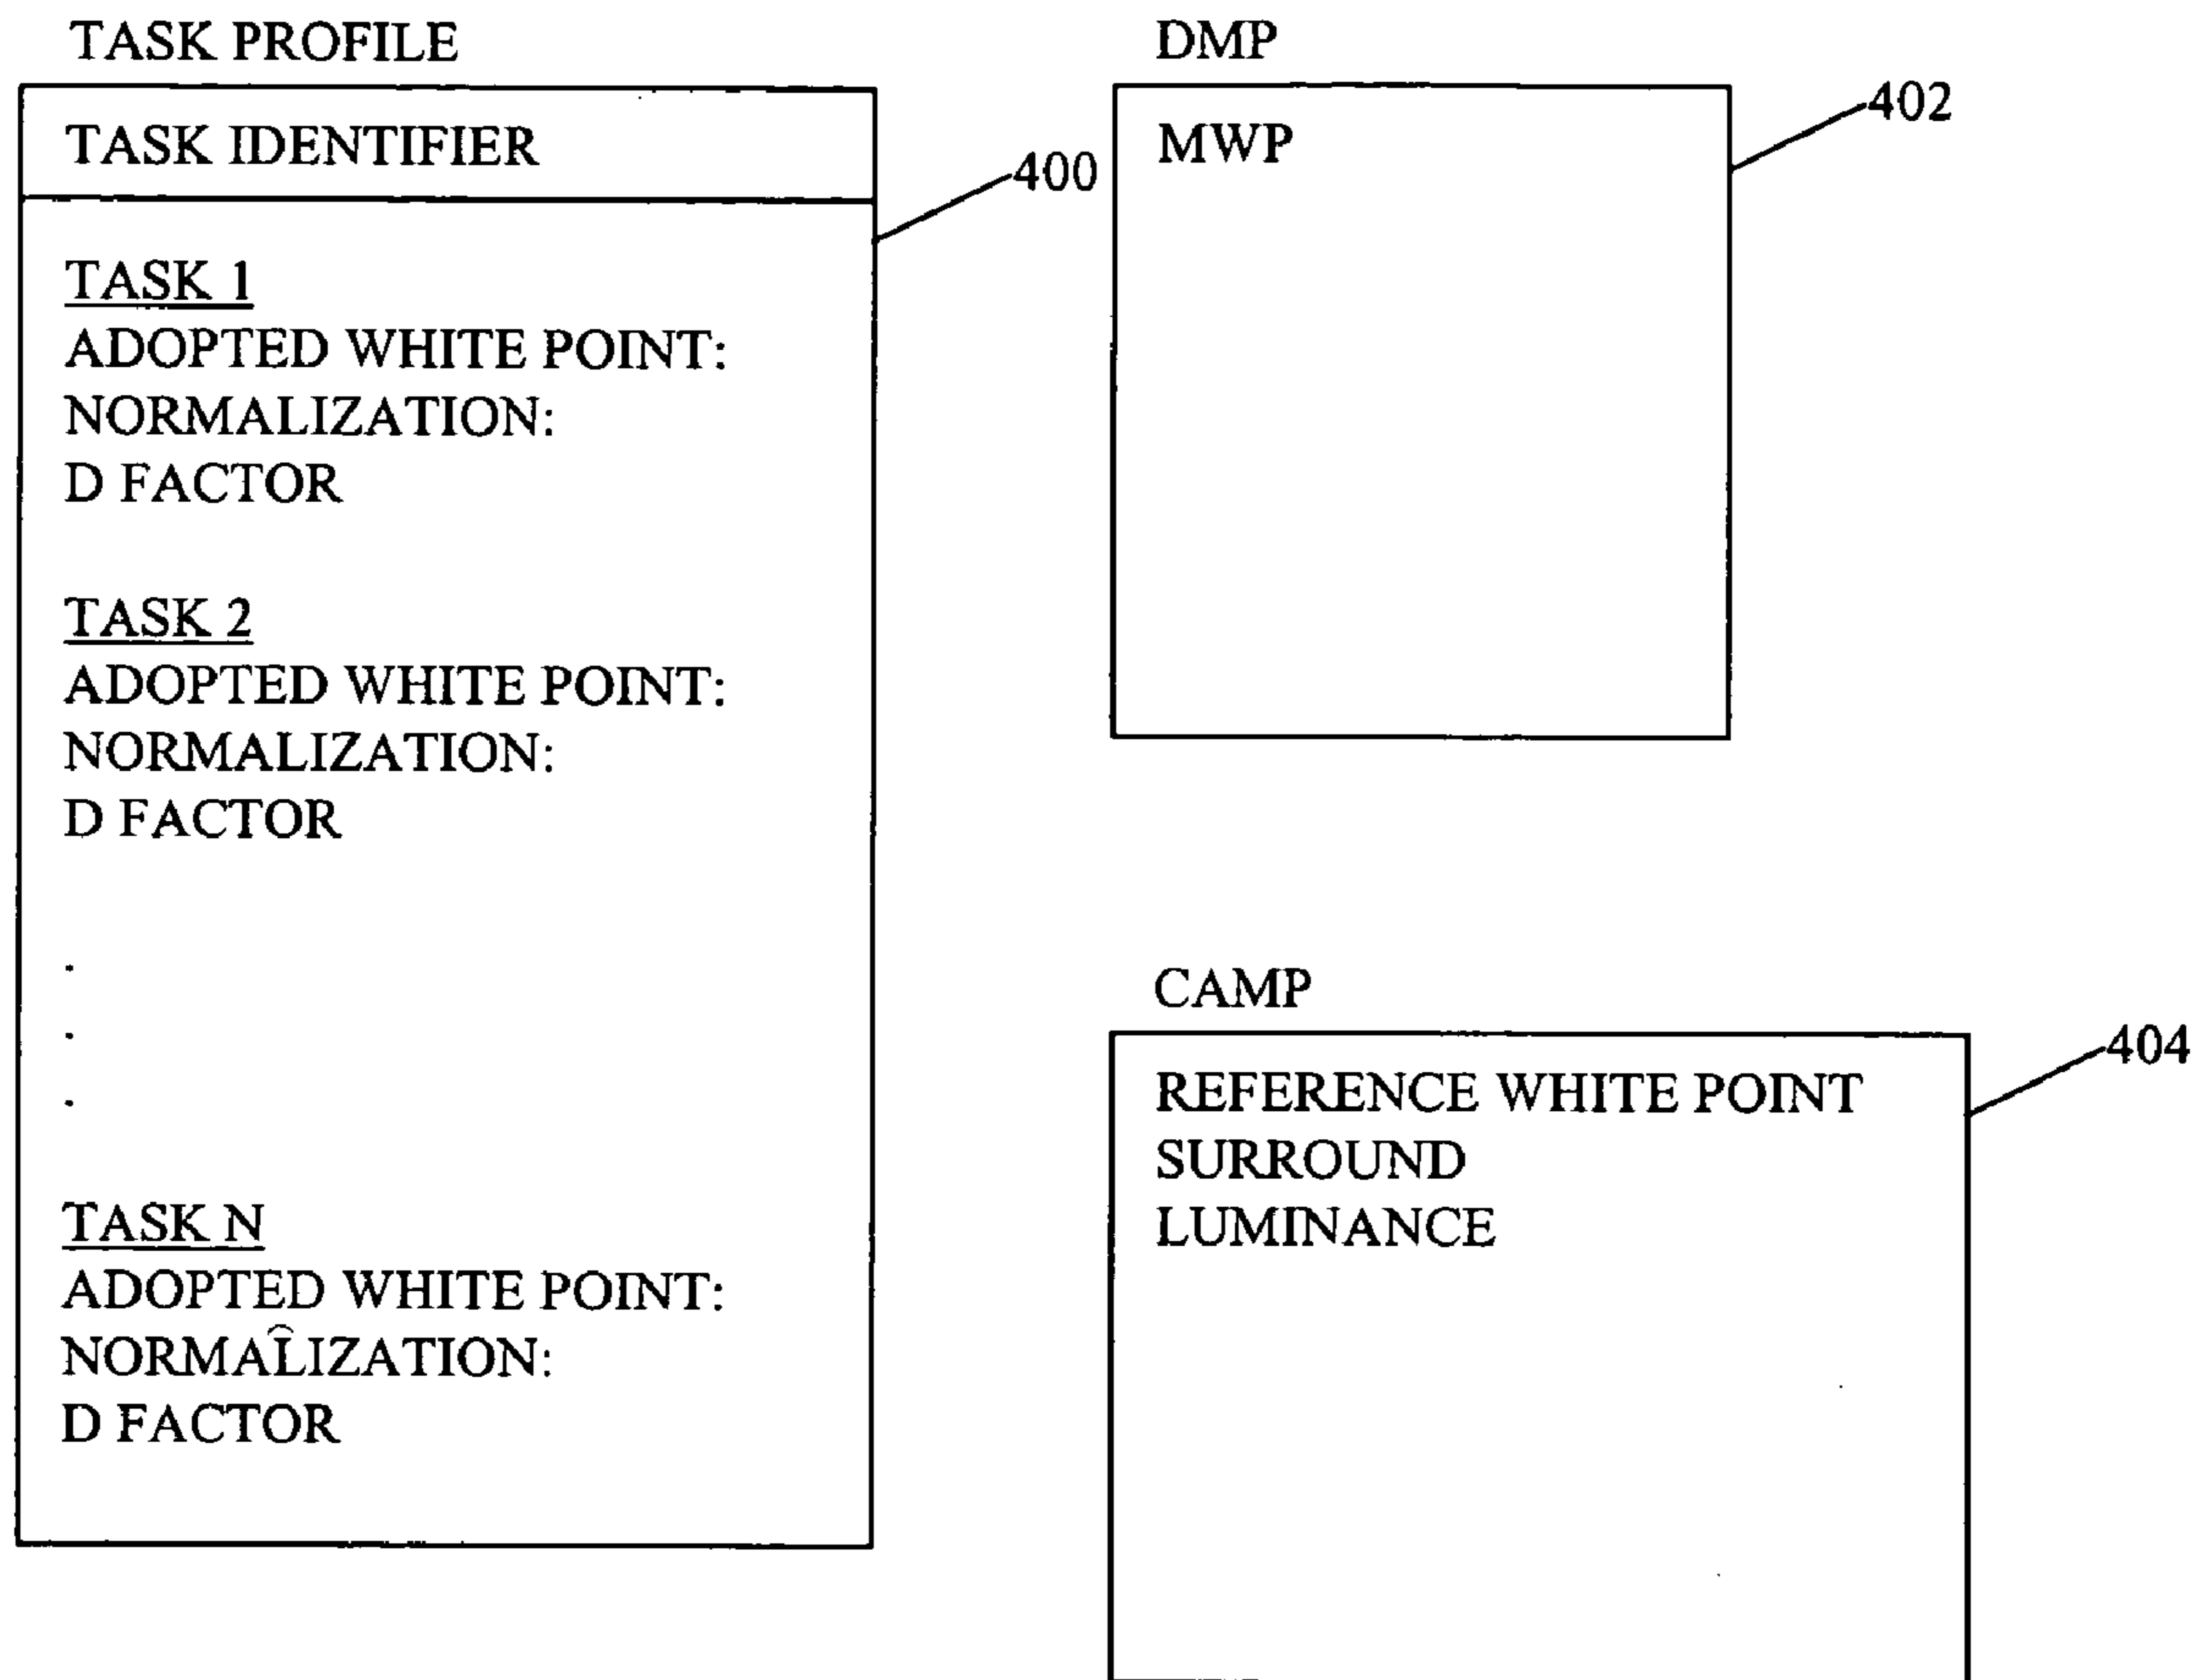 TASK PROFILE
TASK IDENTIFIER
400
TASK 1
ADOPTED WHITE POINT:
NORMALIZATION:
D FACTOR
TASK 2
ADOPTED WHITE POINT:
NORMALIZATION:
D FACTOR
.
.
.
TASK N
ADOPTED WHITE POINT:
NORMALIZATION:
D FACTOR
DMP
402
MWP
CAMP
404
REFERENCE WHITE POINT
SURROUND
LUMINANCE